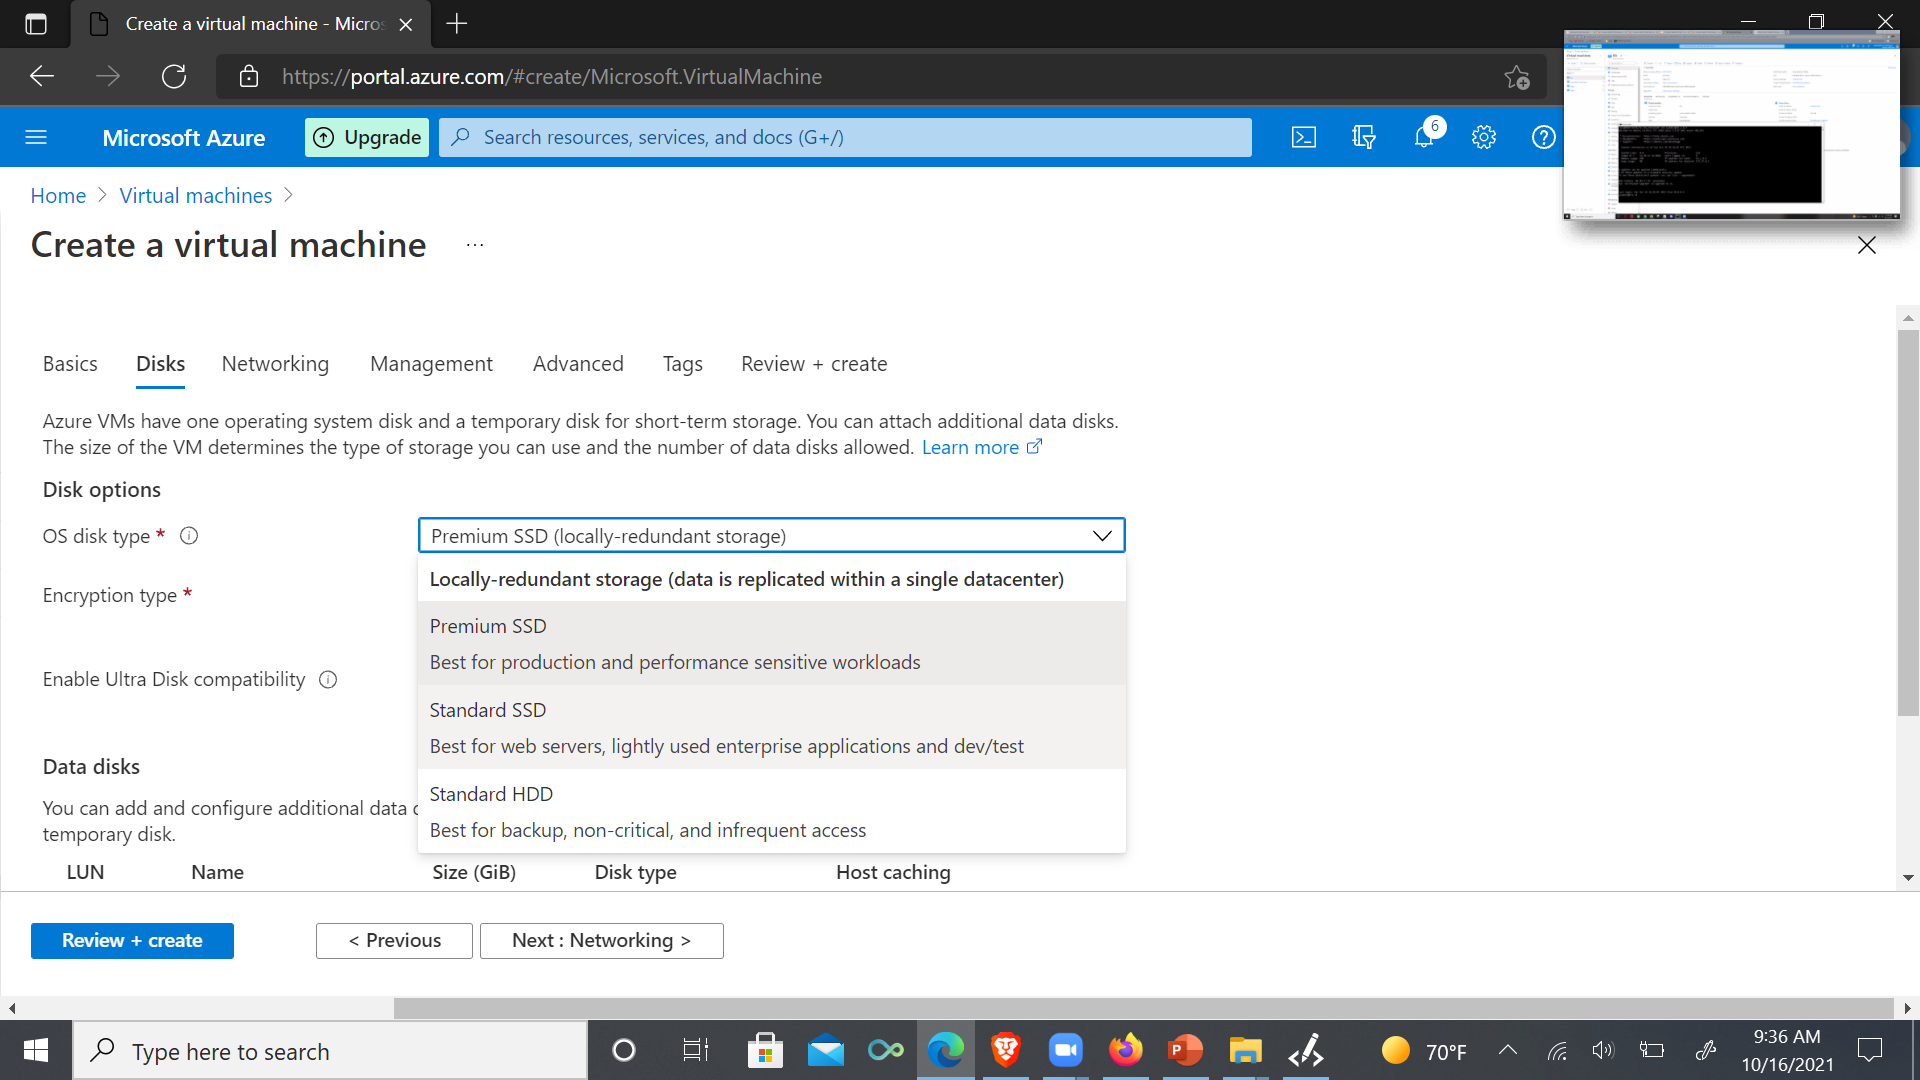 Create a virtual machine - Micros
https://portal.azure.com/#create/Microsoft.VirtualMachine
Microsoft Azure
Upgrade
Search resources, services, and docs (G+/)
6
Home > Virtual machines >
Create a virtual machine ...
Basics Disks Networking Management Advanced Tags Review + create
Azure VMs have one operating system disk and a temporary disk for short-term storage. You can attach additional data disks.
The size of the VM determines the type of storage you can use and the number of data disks allowed. Learn more
Disk options
OS disk type *
Premium SSD (locally-redundant storage)
Locally-redundant storage (data is replicated within a single datacenter)
Encryption type *
Premium SSD
Best for production and performance sensitive workloads
Enable Ultra Disk compatibility
Standard SSD
Best for web servers, lightly used enterprise applications and dev/test
Data disks
Standard HDD
You can add and configure additional data
Best for backup, non-critical, and infrequent access
temporary disk.
LUN Name Size (GiB) Disk type Host caching
Review + create
< Previous
Next : Networking >
Type here to search
70°F
9:36 AM
10/16/2021